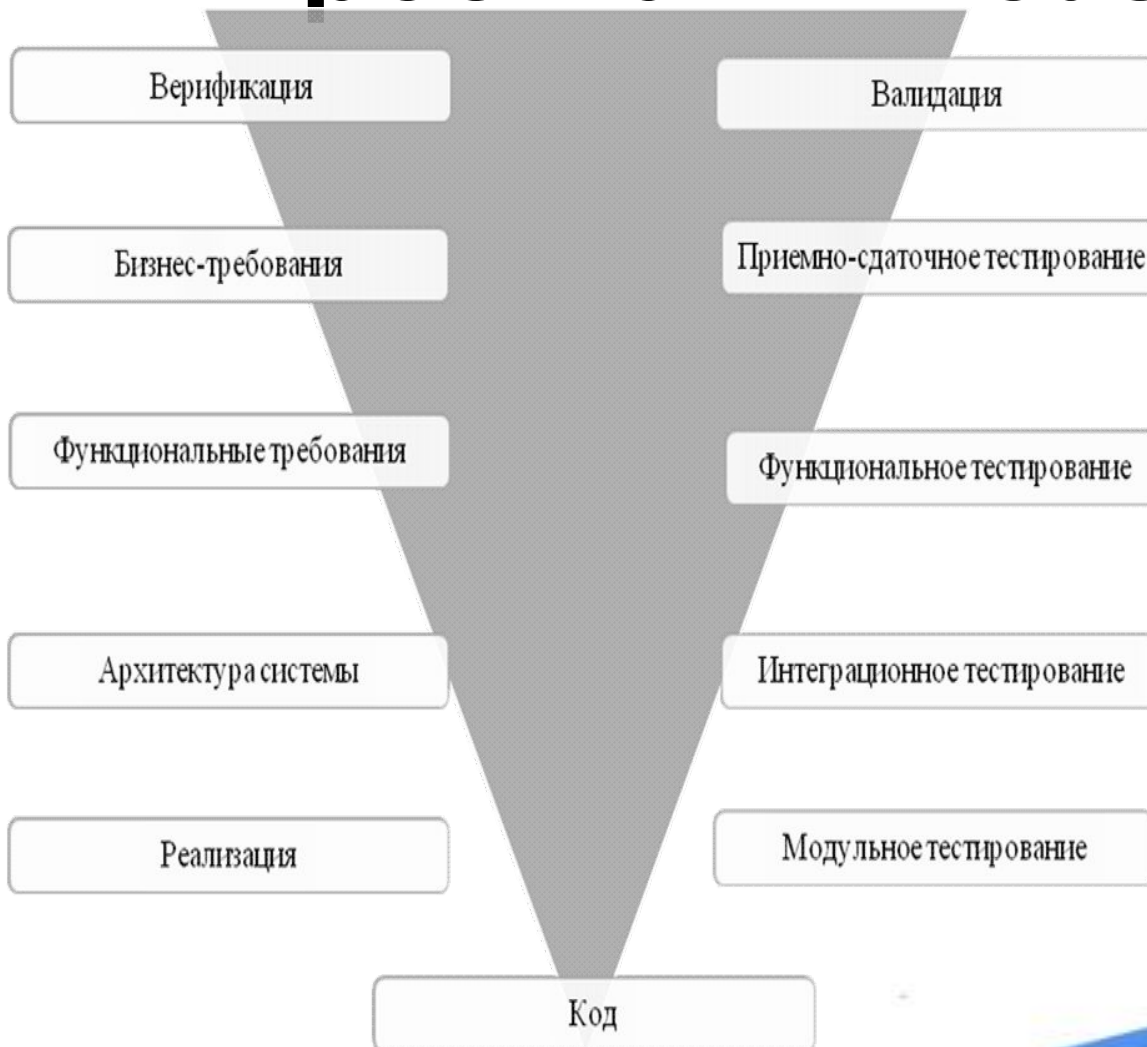 Верификация
Валидация
Бизнес-требования
Приемно-сдаточное тестирование
Функциональные требования
Функциональное тестирование
Архитектура системы
Интеграционное тестирование
Реализация
Модульное тестирование
Код